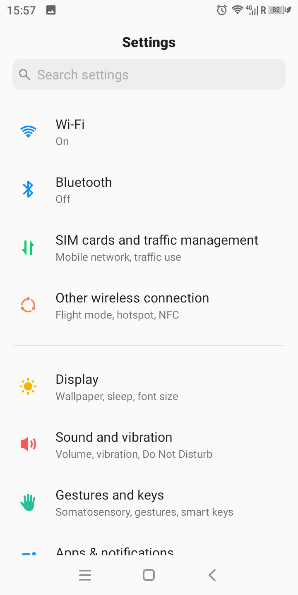 15:57 4G R 82
Settings
Search settings
Wi-Fi
On
Bluetooth
Off
SIM cards and traffic management
Mobile network, traffic use
Other wireless connection
Flight mode, hotspot, NFC
Display
Wallpaper, sleep, font size
Sound and vibration
Volume, vibration, Do Not Disturb
Gestures and keys
Somatosensory, gestures, smart keys
Apps & notifications